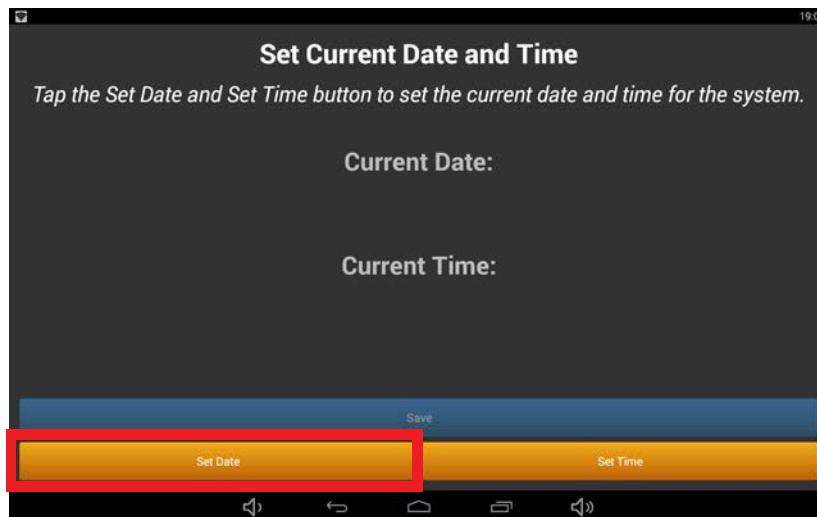 Set Current Date and Time
Tap the Set Date and Set Time button to set the current date and time for the system.
Current Date:
Current Time:
Save
Set Date
Set Time